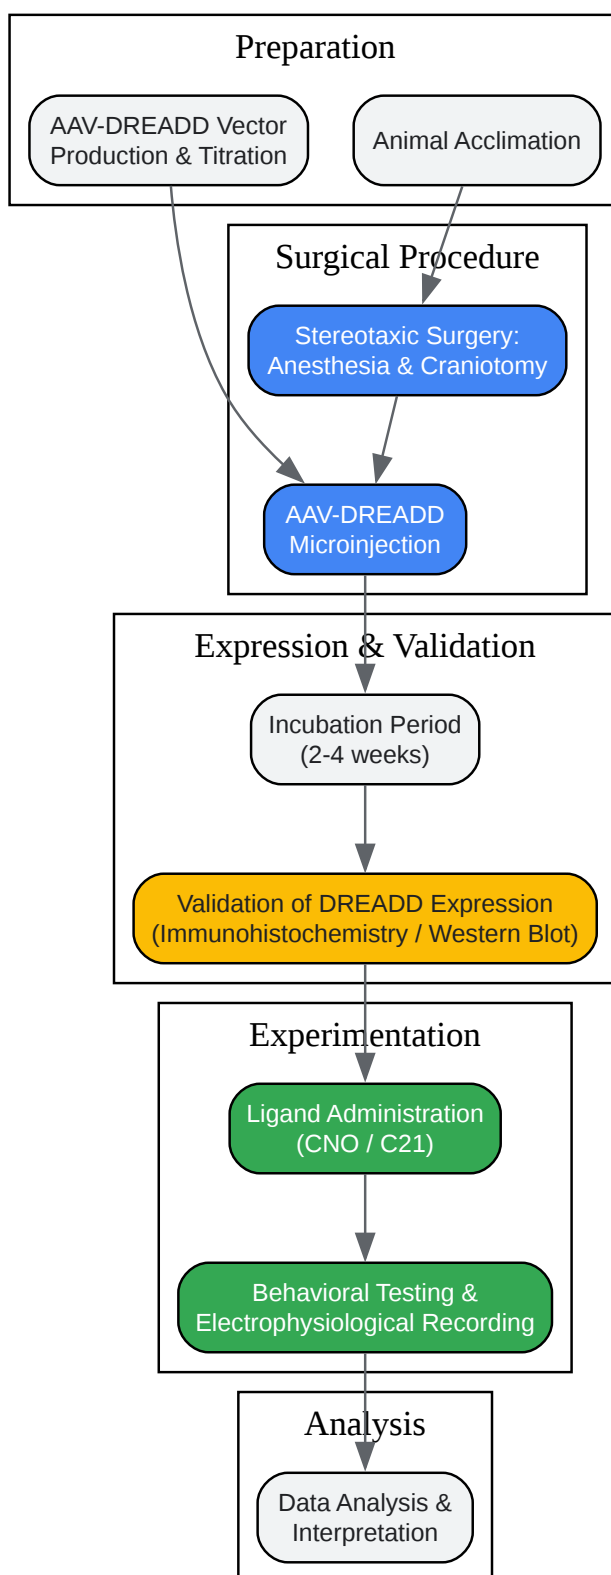 Preparation
AAV-DREADD Vector
Production & Titration
Animal Acclimation
Surgical Procedure
Stereotaxic Surgery:
Anesthesia & Craniotomy
AAV-DREADD
Microinjection
Expression & Validation
Incubation Period
(2-4 weeks)
Validation of DREADD Expression
(Immunohistochemistry / Western Blot)
Experimentation
Ligand Administration
(CNO / C21)
Behavioral Testing &
Electrophysiological Recording
Analysis
Data Analysis &
Interpretation